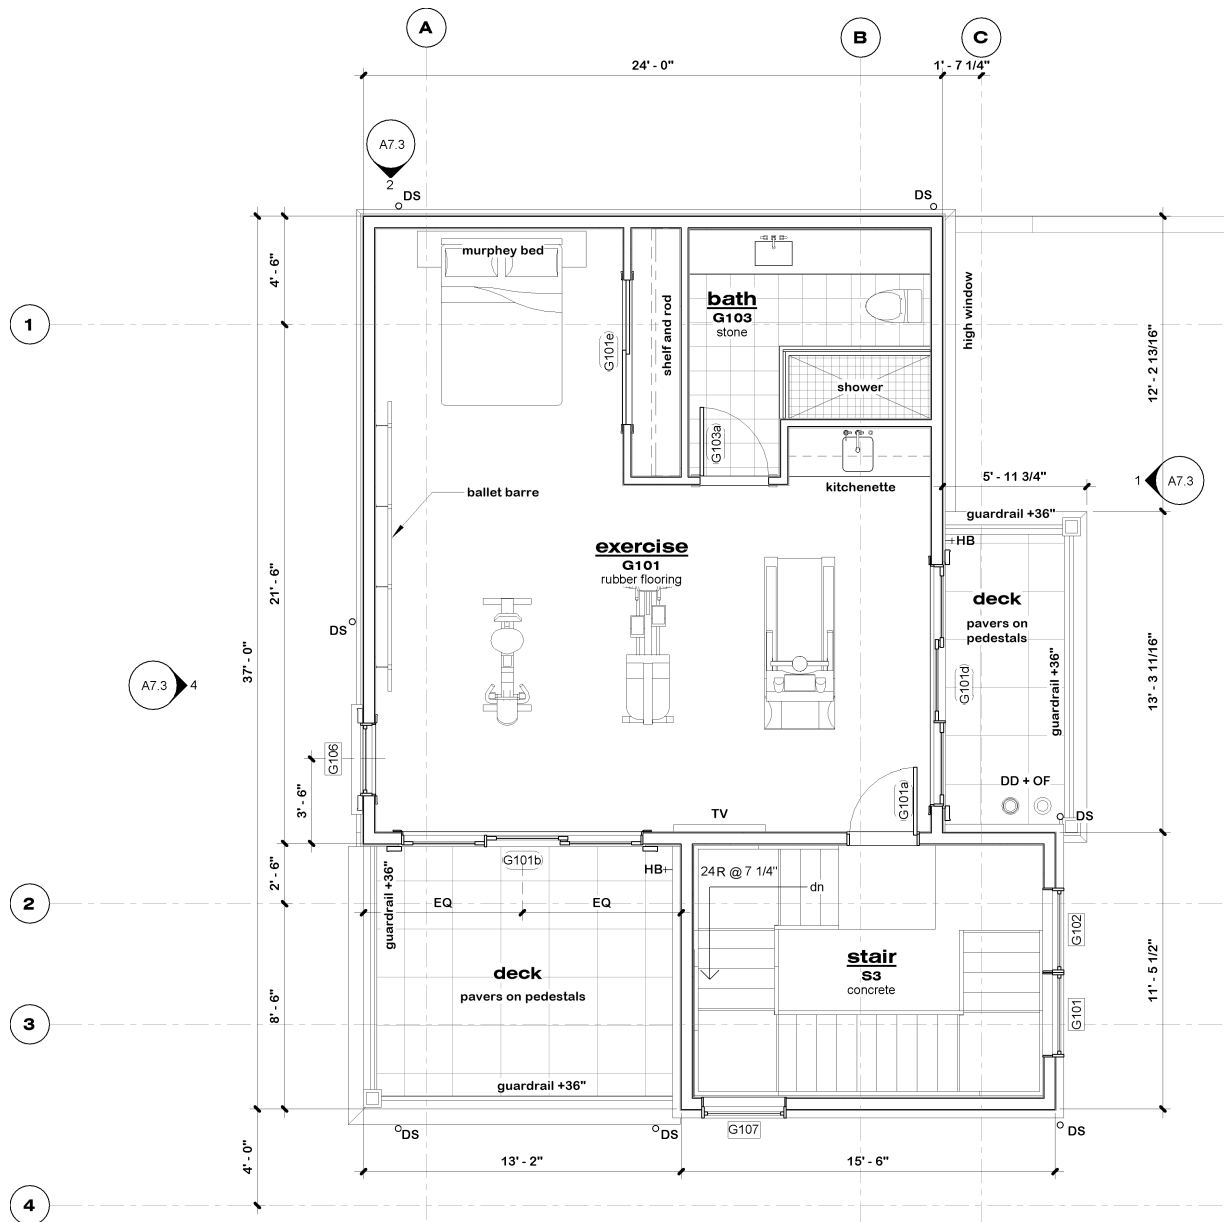 A
B
C
24' - 0"
1' - 7 1/4"
A7.3
2
DS
DS
4' - 6"
murphey bed
shelf and rod
bath
G103
stone
high window
1
G101e
12' - 2 13/16"
shower
G103a
kitchenette
5' - 11 3/4"
1
A7.3
ballet barre
guardrail +36"
HB
exercise
G101
rubber flooring
21' - 6"
deck
pavers on
pedestals
DS
37' - 0"
A7.3
4
G101d
guardrail +36"
13' - 3 11/16"
G106
3' - 6"
DD + OF
G101a
TV
DS
2' - 6"
G101b
HB
24R @ 7 1/4"
dn
guardrail +36"
2
EQ
EQ
G102
stair
S3
concrete
deck
pavers on pedestals
11' - 5 1/2"
8' - 6"
3
G101
guardrail +36"
DS
DS
G107
DS
4' - 0"
13' - 2"
15' - 6"
4